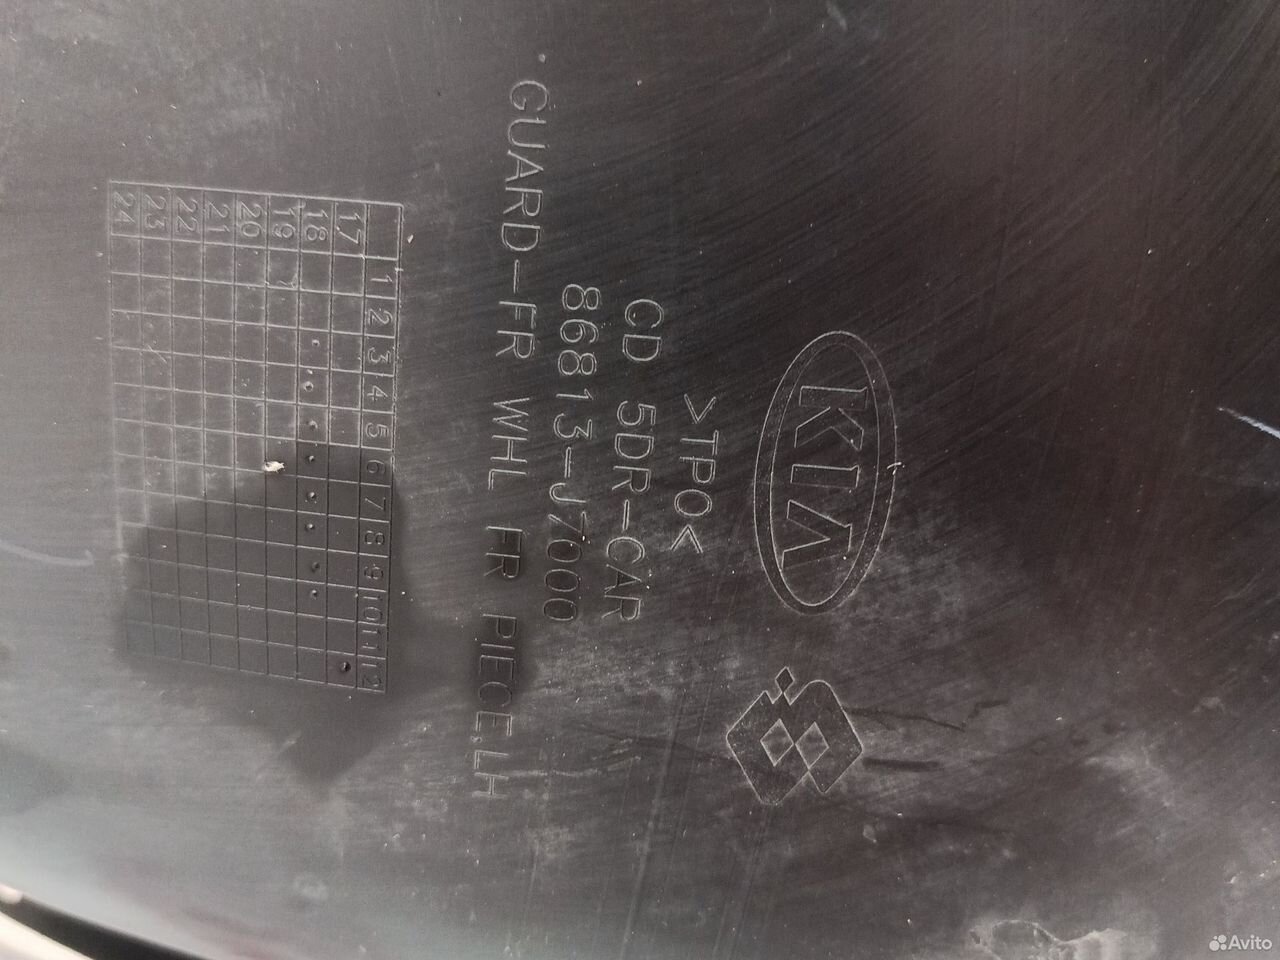 KIA
>TPO<
CD 5DR-CAR
86813-J7000
GUARD-FR WHL FR PIECE,LH
1 2 3 4 5 6 7 8 9 10 11 12
17
18
19
20
21
22
23
24
Avito